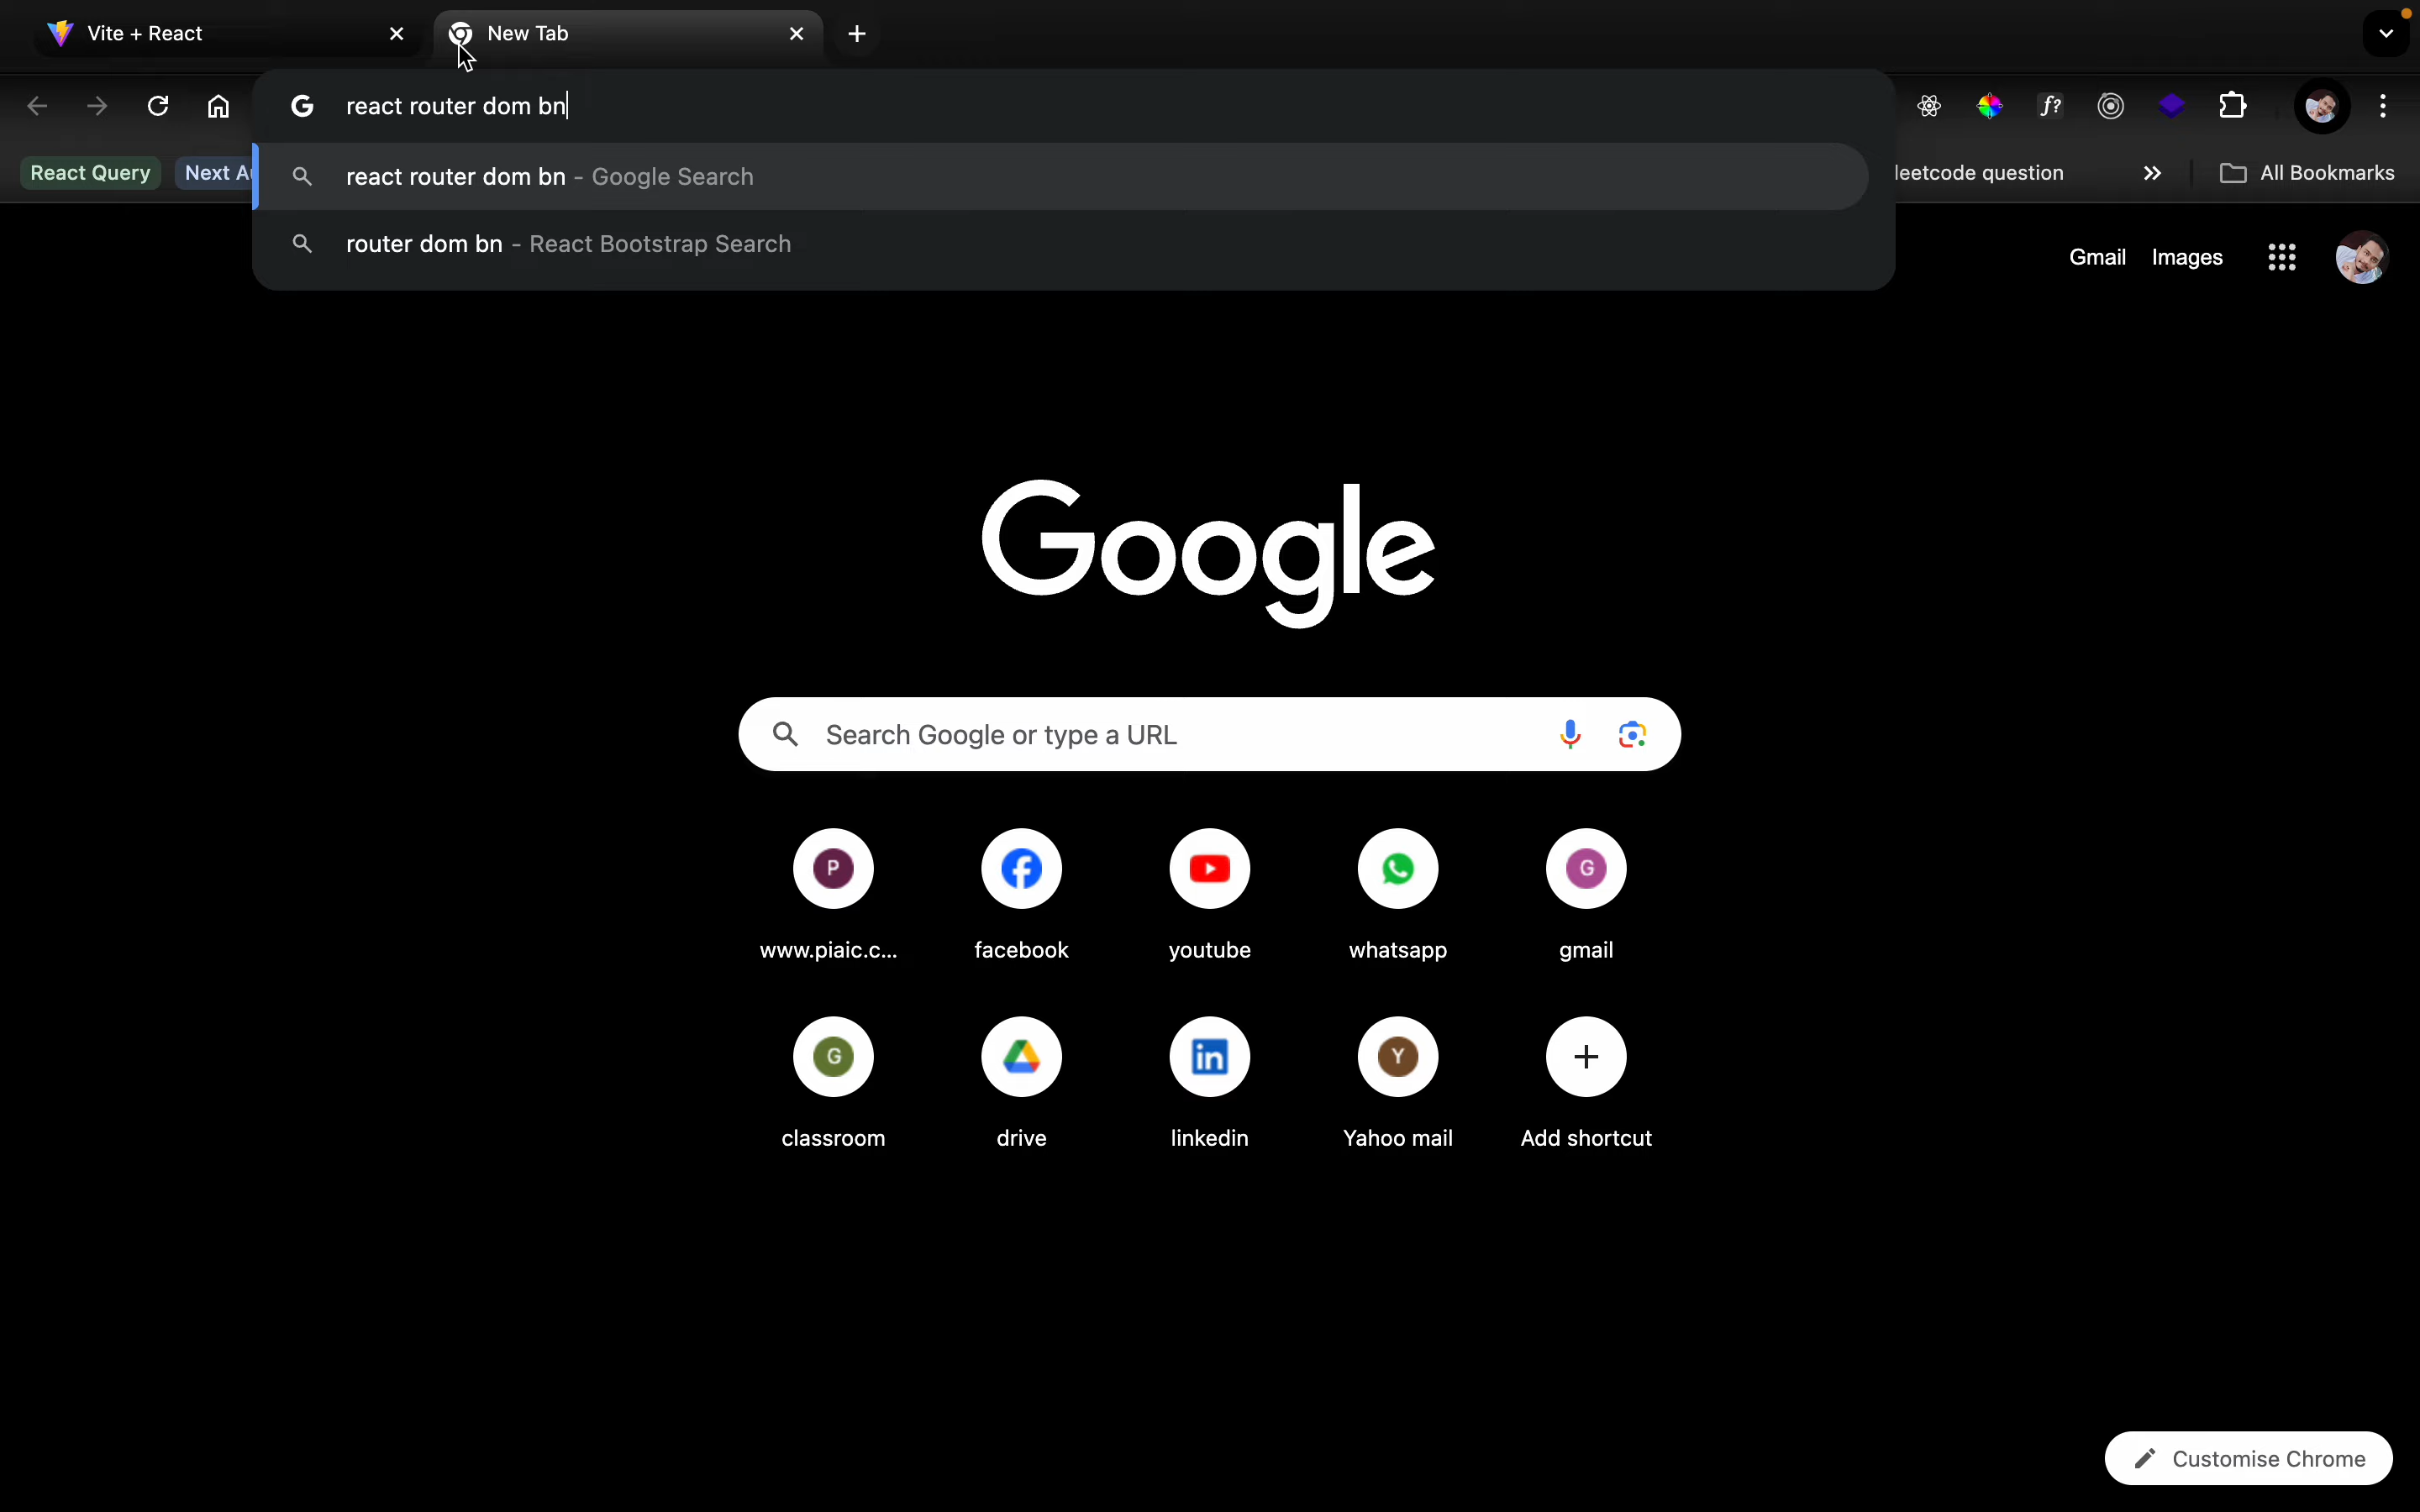 Vite + React
New Tab
react router dom bn
f?
React Query
Next A
react router dom bn - Google Search
leetcode question
All Bookmarks
router dom bn - React Bootstrap Search
Gmail Images
Google
Search Google or type a URL
P
G
www.piaic.c...
facebook
youtube
whatsapp
gmail
G
in
Y
classroom
drive
linkedin
Yahoo mail
Add shortcut
Customise Chrome